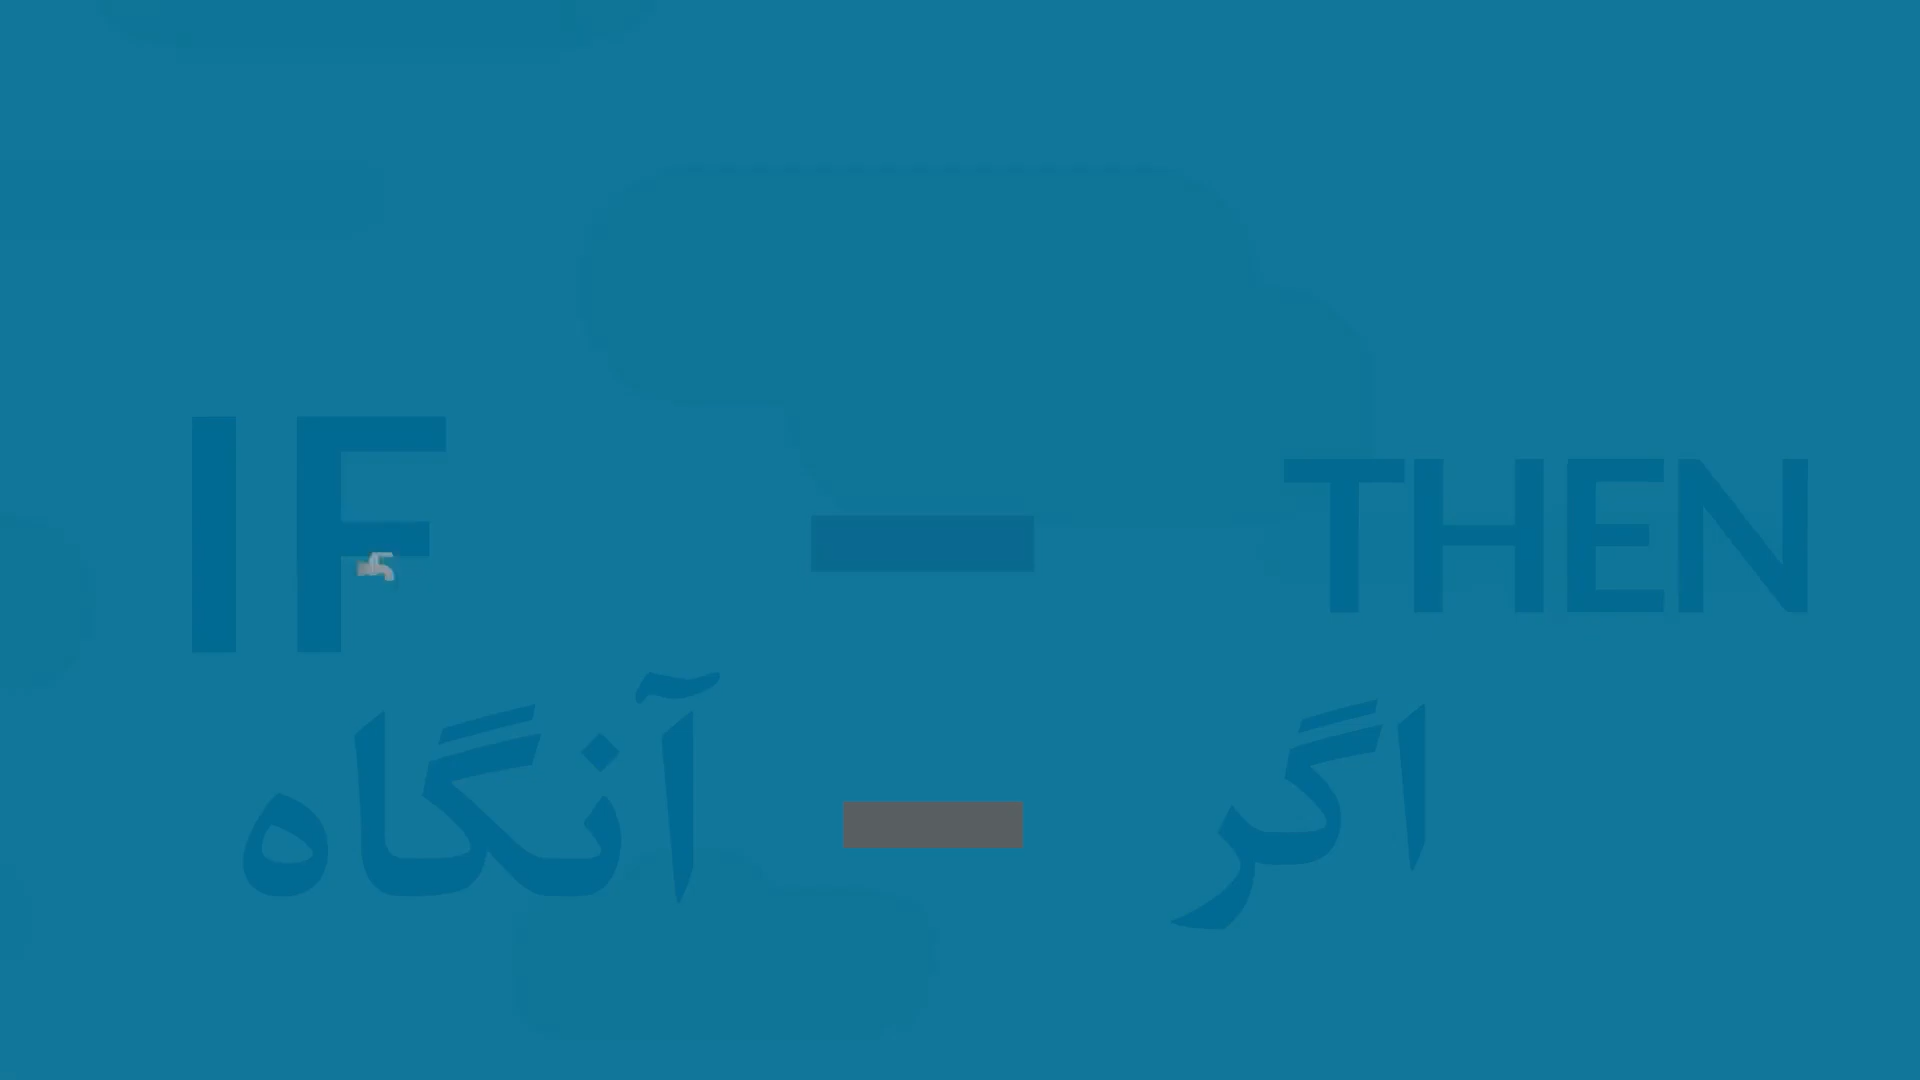 IF — THEN
اگر — آنگاه